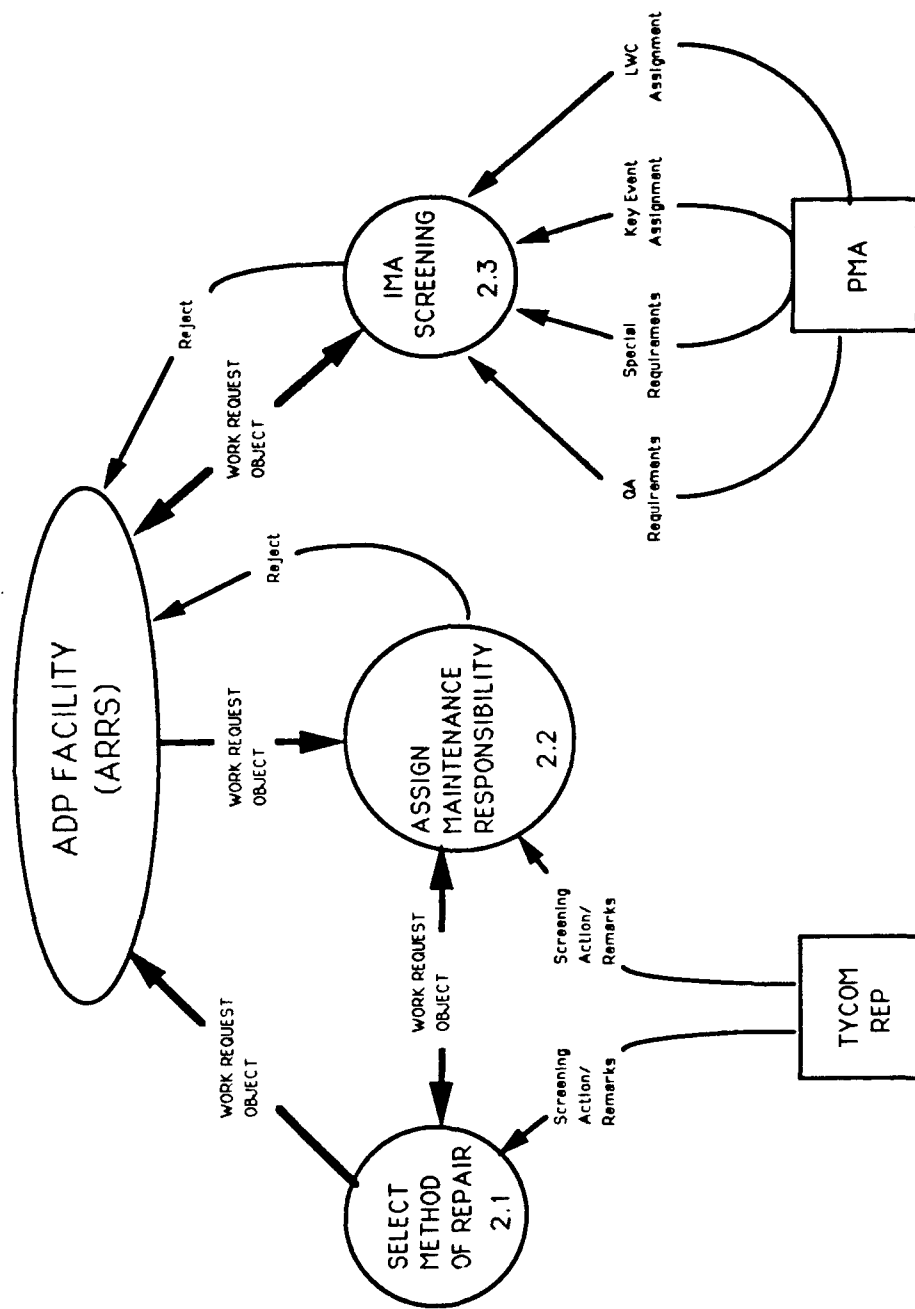 ADP FACILITY
(ARRS)
WORK REQUEST
OBJECT
WORK REQUEST
OBJECT
Reject
WORK REQUEST
OBJECT
Reject
SELECT
METHOD
OF REPAIR
2.1
WORK REQUEST
OBJECT
ASSIGN
MAINTENANCE
RESPONSIBILITY
2.2
IMA
SCREENING
2.3
Screening
Action/
Remarks
Screening
Action/
Remarks
QA
Requirements
Special
Requirements
Key Event
Assignment
LWC
Assignment
TYCOM
REP
PMA